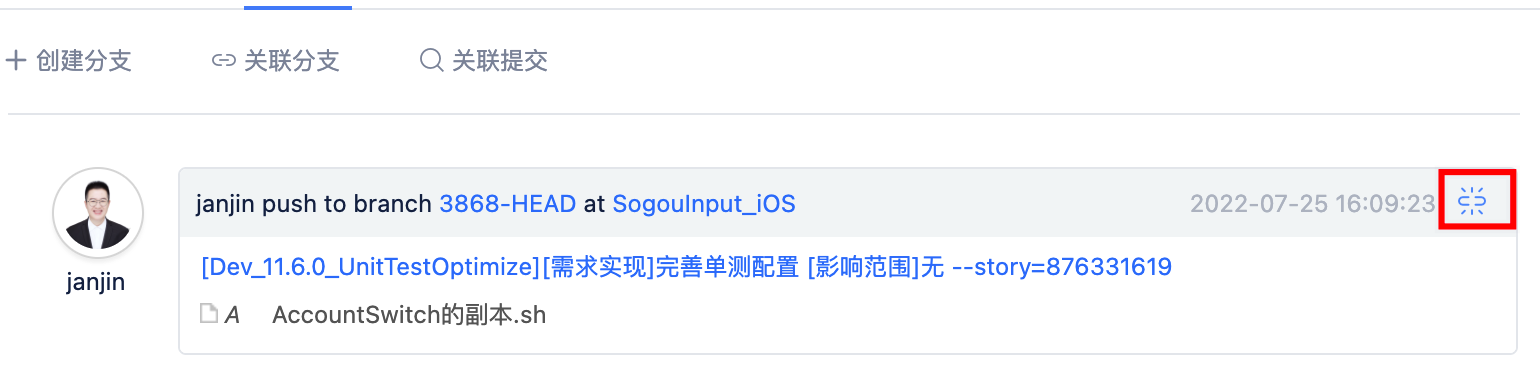 创建分支 关联分支 关联提交
janjin push to branch 3868-HEAD at SogouInput_iOS 2022-07-25 16:09:23
janjin
[Dev_11.6.0_UnitTestOptimize][需求实现]完善单测配置 [影响范围]无 --story=876331619
A AccountSwitch的副本.sh